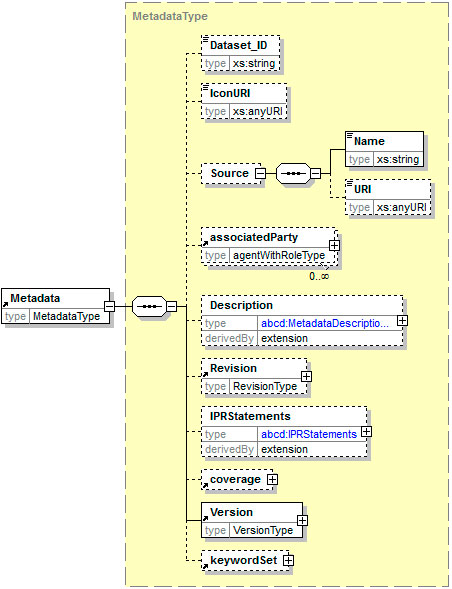 MetadataType
Dataset_ID
type xs:string
IconURI
type xs:anyURI
Name
type xs:string
Source
URI
type xs:anyURI
associatedParty
type agentWithRoleType
0..∞
Metadata
type MetadataType
Description
type abcd:MetadataDescriptio...
derivedBy extension
Revision
type RevisionType
IPRStatements
type abcd:IPRStatements
derivedBy extension
coverage
Version
type VersionType
keywordSet